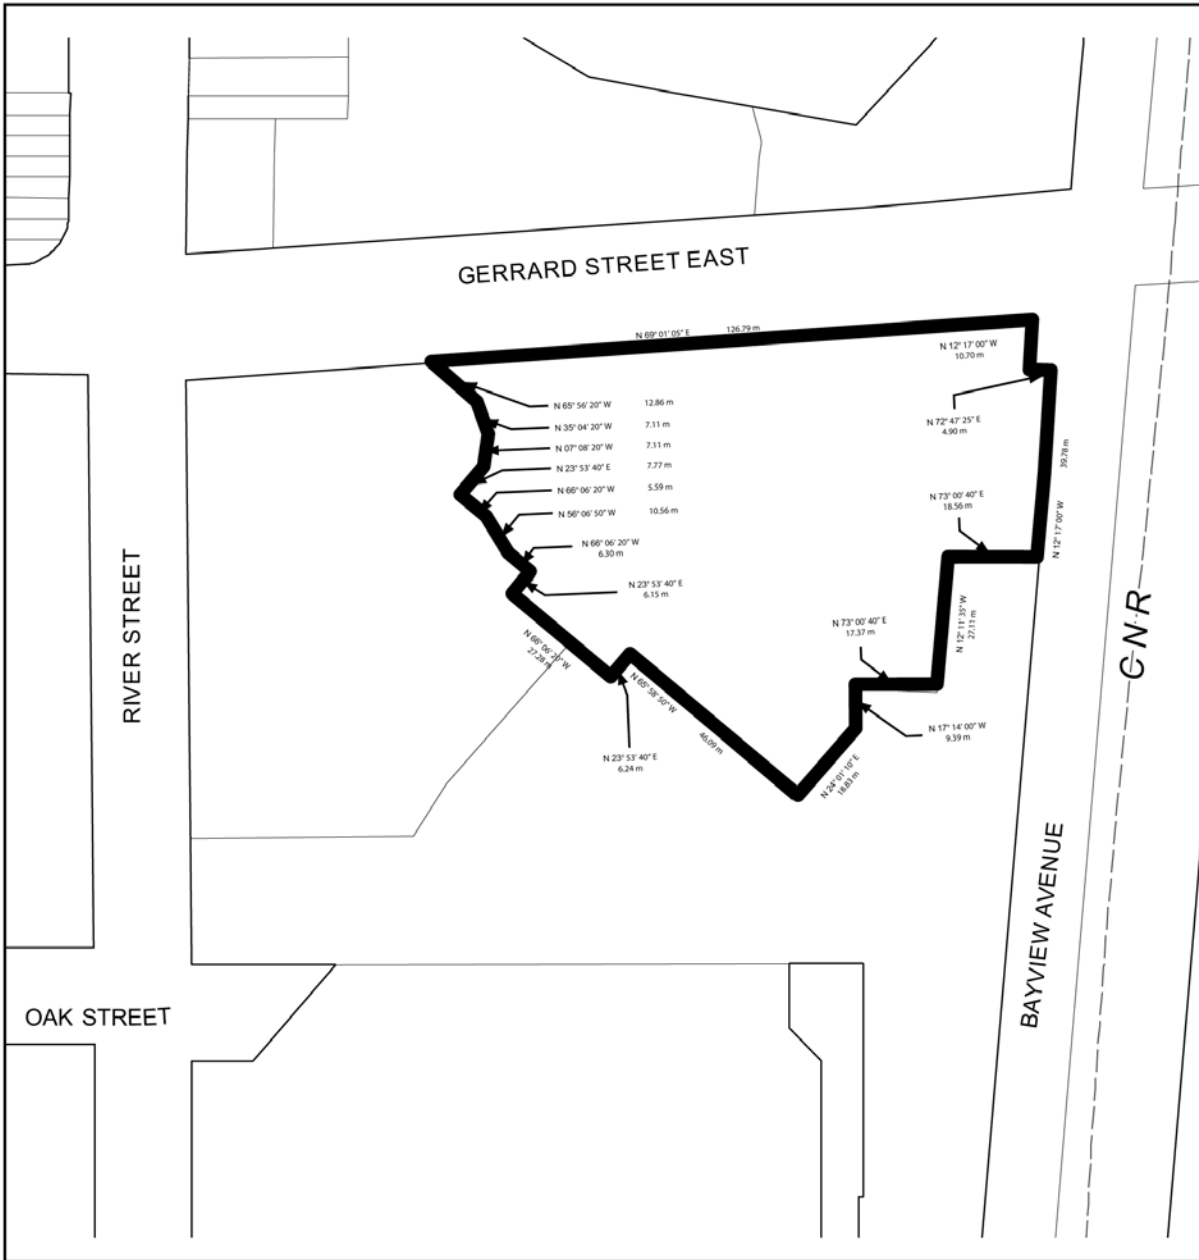 GERRARD STREET EAST
N 69° 01' 05" E 126.79 m
N 12° 17' 00" W
10.70 m
N 72° 47' 25" E
4.90 m
39.78 m
N 12° 17' 00" W
N 65° 56' 20" W 12.86 m
N 35° 04' 20" W 7.11 m
N 07° 08' 20" W 7.11 m
N 23° 53' 40" E 7.77 m
N 66° 06' 20" W 5.59 m
N 56° 06' 50" W 10.56 m
N 66° 06' 20" W
6.30 m
N 23° 53' 40" E
6.15 m
N 73° 00' 40" E
18.56 m
N 12° 11' 35" W
27.11 m
N 73° 00' 40" E
17.37 m
N 17° 14' 00" W
9.39 m
N 24° 01' 10" E
18.83 m
N 66° 06' 20" W
27.28 m
N 65° 58' 50" W
46.09 m
N 23° 53' 40" E
6.24 m
RIVER STREET
C N R
BAYVIEW AVENUE
OAK STREET